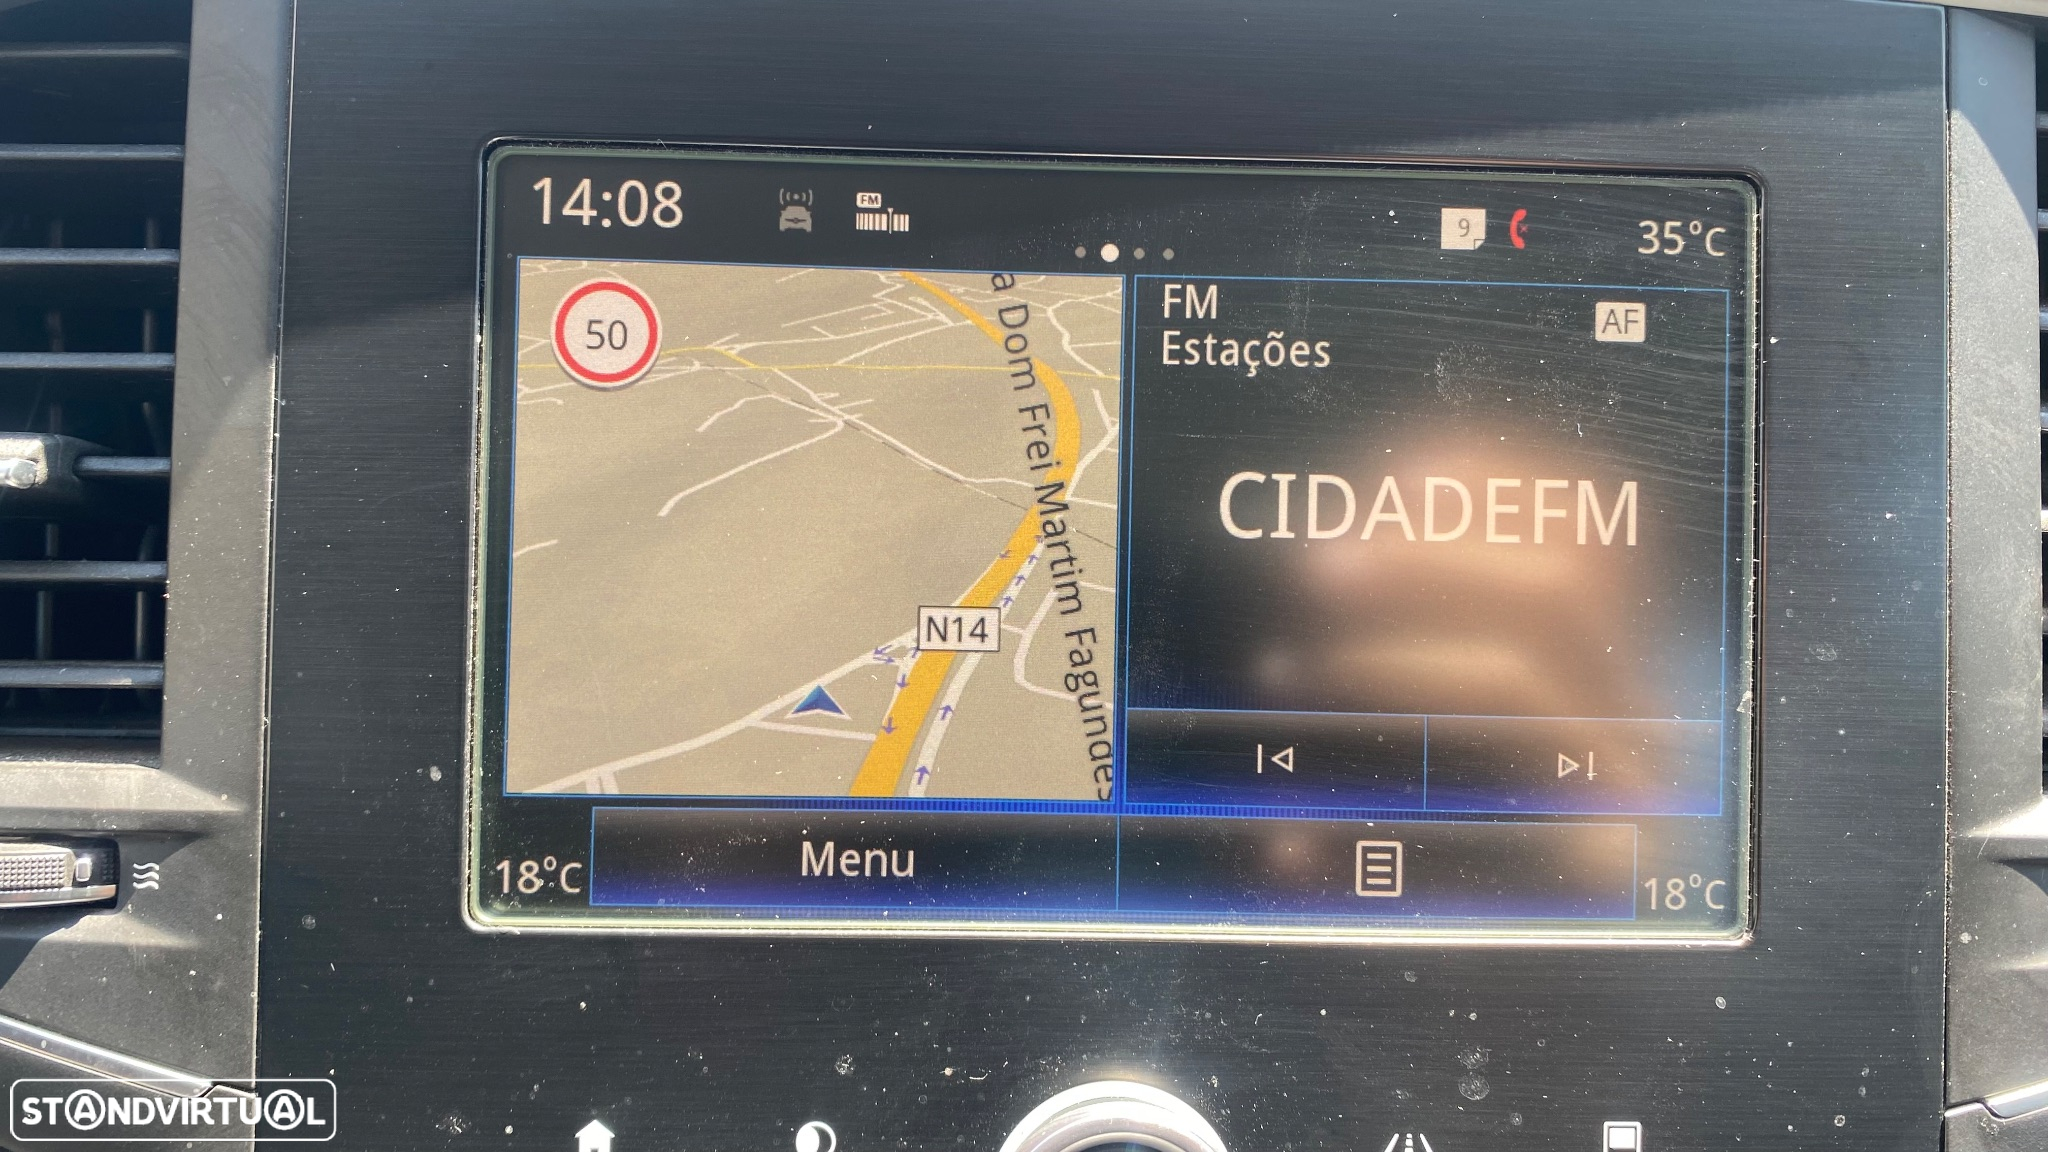 14:08
FM
9
35°C
50
a Dom Frei Martim Fagundes
N14
FM
Estações
AF
CIDADEFM
18°C
Menu
18°C
STANDVIRTUAL